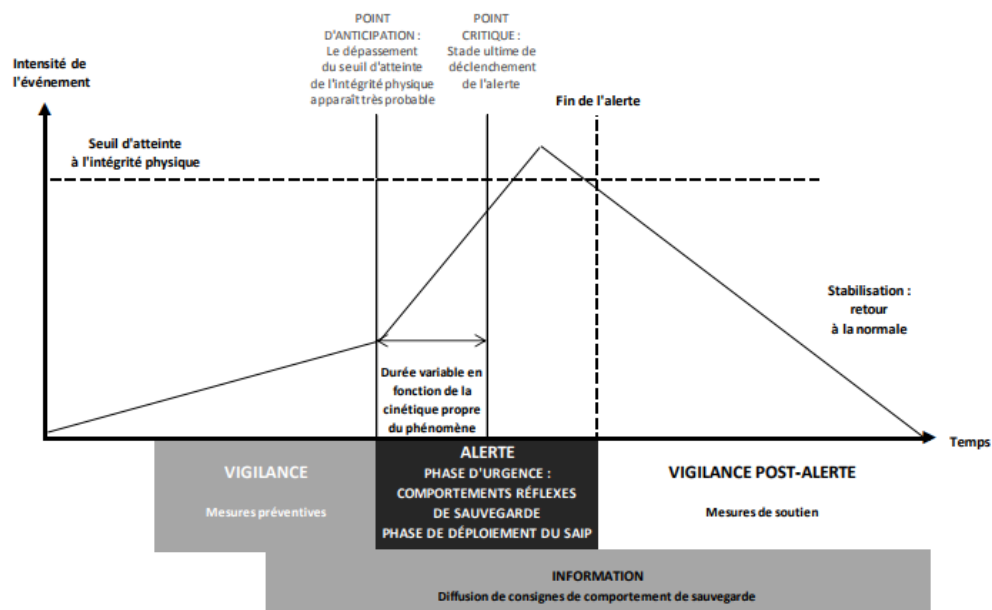 POINT
D'ANTICIPATION :
Le dépassement
du seuil d'atteinte
de l'intégrité physique
apparaît très probable
POINT
CRITIQUE :
Stade ultime de
déclenchement
de l'alerte
Intensité de
l'événement
Fin de l'alerte
Seuil d'atteinte
à l'intégrité physique
Stabilisation :
retour
à la normale
Durée variable en
fonction de la
cinétique propre
du phénomène
Temps
VIGILANCE
Mesures préventives
ALERTE
PHASE D'URGENCE :
COMPORTEMENTS RÉFLEXES
DE SAUVEGARDE
PHASE DE DÉPLOIEMENT DU SAIP
VIGILANCE POST-ALERTE
Mesures de soutien
INFORMATION
Diffusion de consignes de comportement de sauvegarde